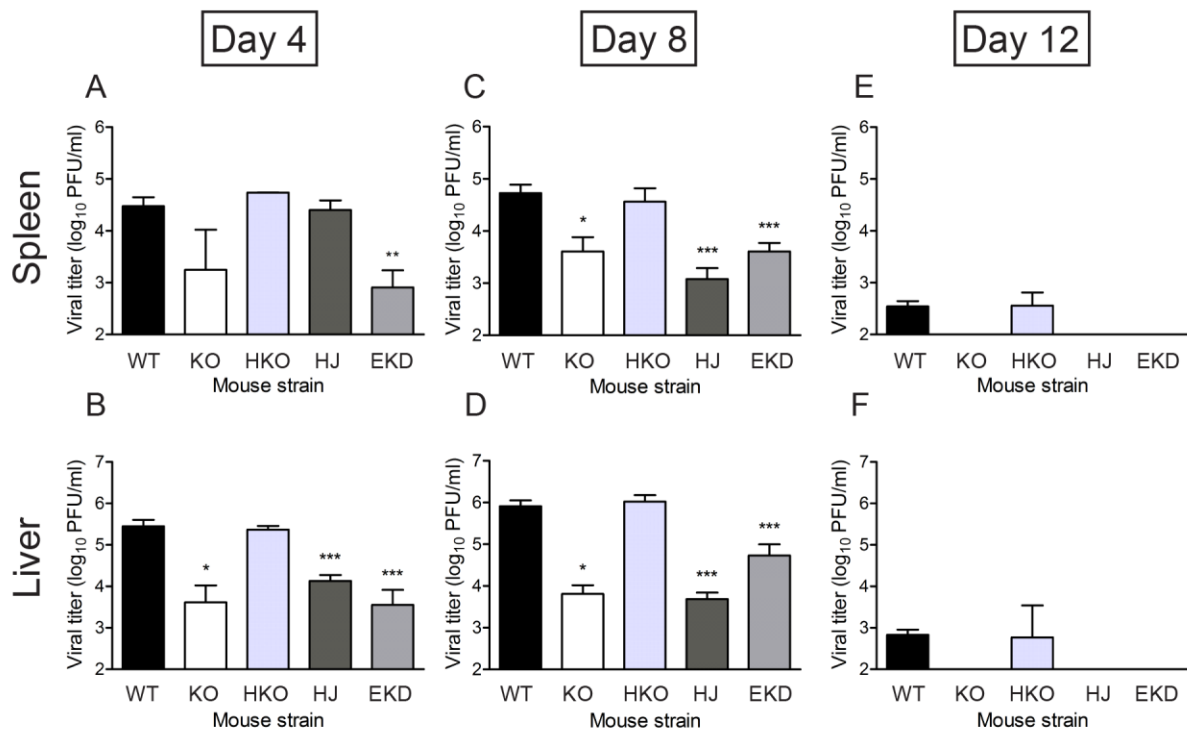 Day 4
Day 8
Day 12
Spleen
A
Viral titer (log10 PFU/ml)
6
5
4
3
2
WT KO HKO HJ EKD
**
Mouse strain
C
Viral titer (log10 PFU/ml)
6
5
4
3
2
* *** ***
WT KO HKO HJ EKD
Mouse strain
E
Viral titer (log10 PFU/ml)
6
5
4
3
2
WT KO HKO HJ EKD
Mouse strain
Liver
B
Viral titer (log10 PFU/ml)
7
6
5
4
3
2
* *** ***
WT KO HKO HJ EKD
Mouse strain
D
Viral titer (log10 PFU/ml)
7
6
5
4
3
2
* *** ***
WT KO HKO HJ EKD
Mouse strain
F
Viral titer (log10 PFU/ml)
7
6
5
4
3
2
WT KO HKO HJ EKD
Mouse strain